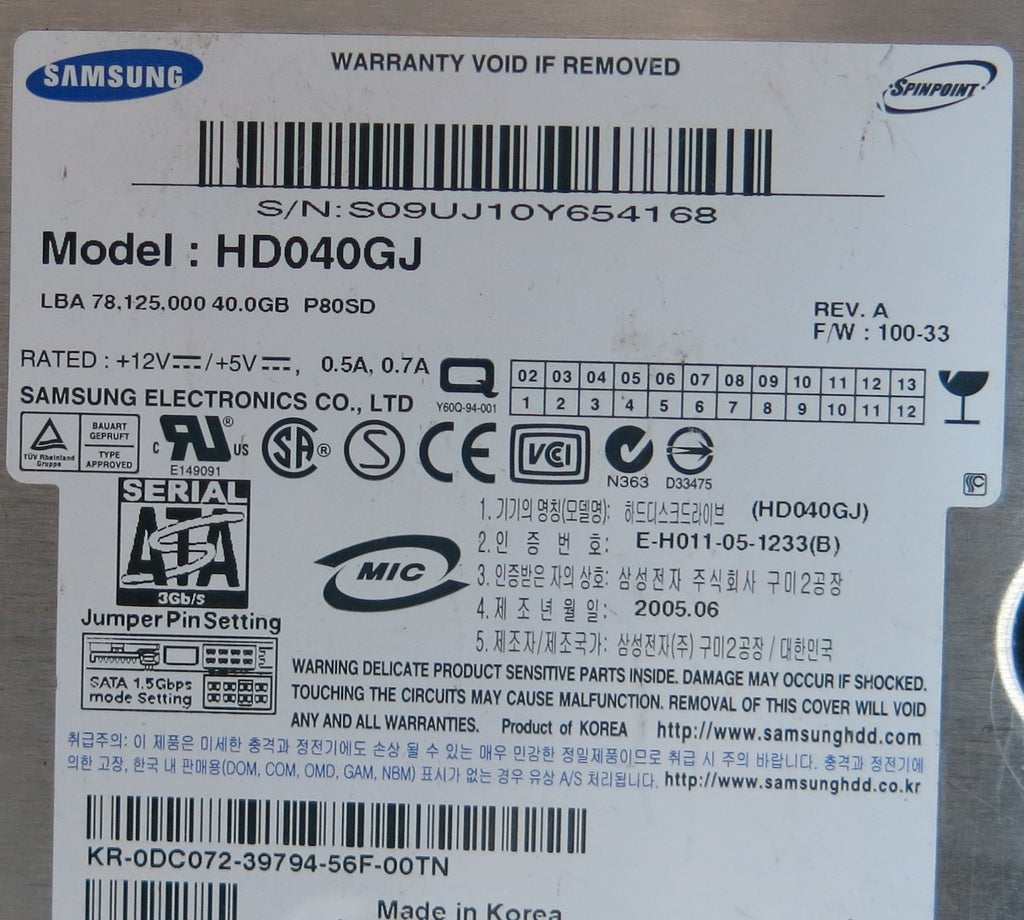 SAMSUNG
WARRANTY VOID IF REMOVED
SPINPOINT
S/N:S09UJ10Y654168
Model : HD040GJ
LBA 78,125,000 40.0GB P80SD
REV. A
F/W : 100-33
RATED : +12V⎓/+5V⎓, 0.5A, 0.7A
SAMSUNG ELECTRONICS CO., LTD
Q
Y60Q-94-001
02 03 04 05 06 07 08 09 10 11 12 13
1 2 3 4 5 6 7 8 9 10 11 12
TÜV Rheinland
Gruppe
BAUART
GEPRUFT
TYPE
APPROVED
C RU ® US
E149091
SA ®
S
CE
VCI
N363
D33475
SERIAL
ATA
3Gb/s
MIC
1. 기기의 명칭(모델명): 하드디스크드라이브 (HD040GJ)
2. 인 증 번 호: E-H011-05-1233(B)
3. 인증받은 자의 상호: 삼성전자 주식회사 구미2공장
4. 제 조 년 월 일: 2005.06
5. 제조자/제조국가: 삼성전자(주) 구미2공장 / 대한민국
Jumper Pin Setting
SATA 1.5Gbps
mode Setting
WARNING DELICATE PRODUCT SENSITIVE PARTS INSIDE. DAMAGE MAY OCCUR IF SHOCKED.
TOUCHING THE CIRCUITS MAY CAUSE MALFUNCTION. REMOVAL OF THIS COVER WILL VOID
ANY AND ALL WARRANTIES. Product of KOREA http://www.samsunghdd.com
취급주의: 이 제품은 미세한 충격과 정전기에도 손상 될 수 있는 매우 민감한 정밀제품이므로 취급 시 주의 바랍니다. 충격과 정전기에
의한 고장, 한국 내 판매용(DOM, COM, OMD, GAM, NBM) 표시가 없는 경우 유상 A/S 처리됩니다. http://www.samsunghdd.co.kr
KR-0DC072-39794-56F-00TN
Made in Korea